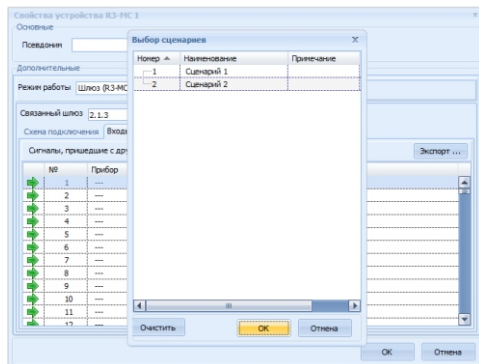 Свойства устройства R3-МС 1
Основные
Псевдоним
Дополнительные
Режим работы Шлюз (R3-МС
Связанный шлюз 2.1.3
Схема подключения Входы
Сигналы, пришедшие с дру
Экспорт ...
№ Прибор
1 ---
2 ---
3 ---
4 ---
5 ---
6 ---
7 ---
8 ---
9 ---
10 ---
11 ---
12 ---
OK Отмена
Выбор сценариев
Номер Наименование Примечание
1 Сценарий 1
2 Сценарий 2
Очистить OK Отмена